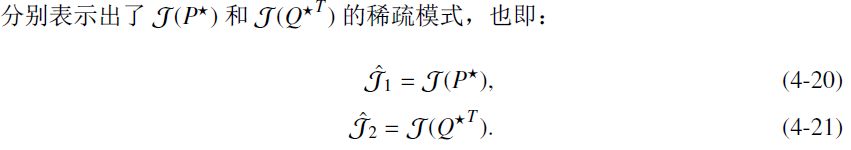 分别表示出了 𝒥(P⋆) 和 𝒥(Q⋆ᵀ) 的稀疏模式，也即：
𝒥̂₁ = 𝒥(P⋆), (4-20)
𝒥̂₂ = 𝒥(Q⋆ᵀ). (4-21)